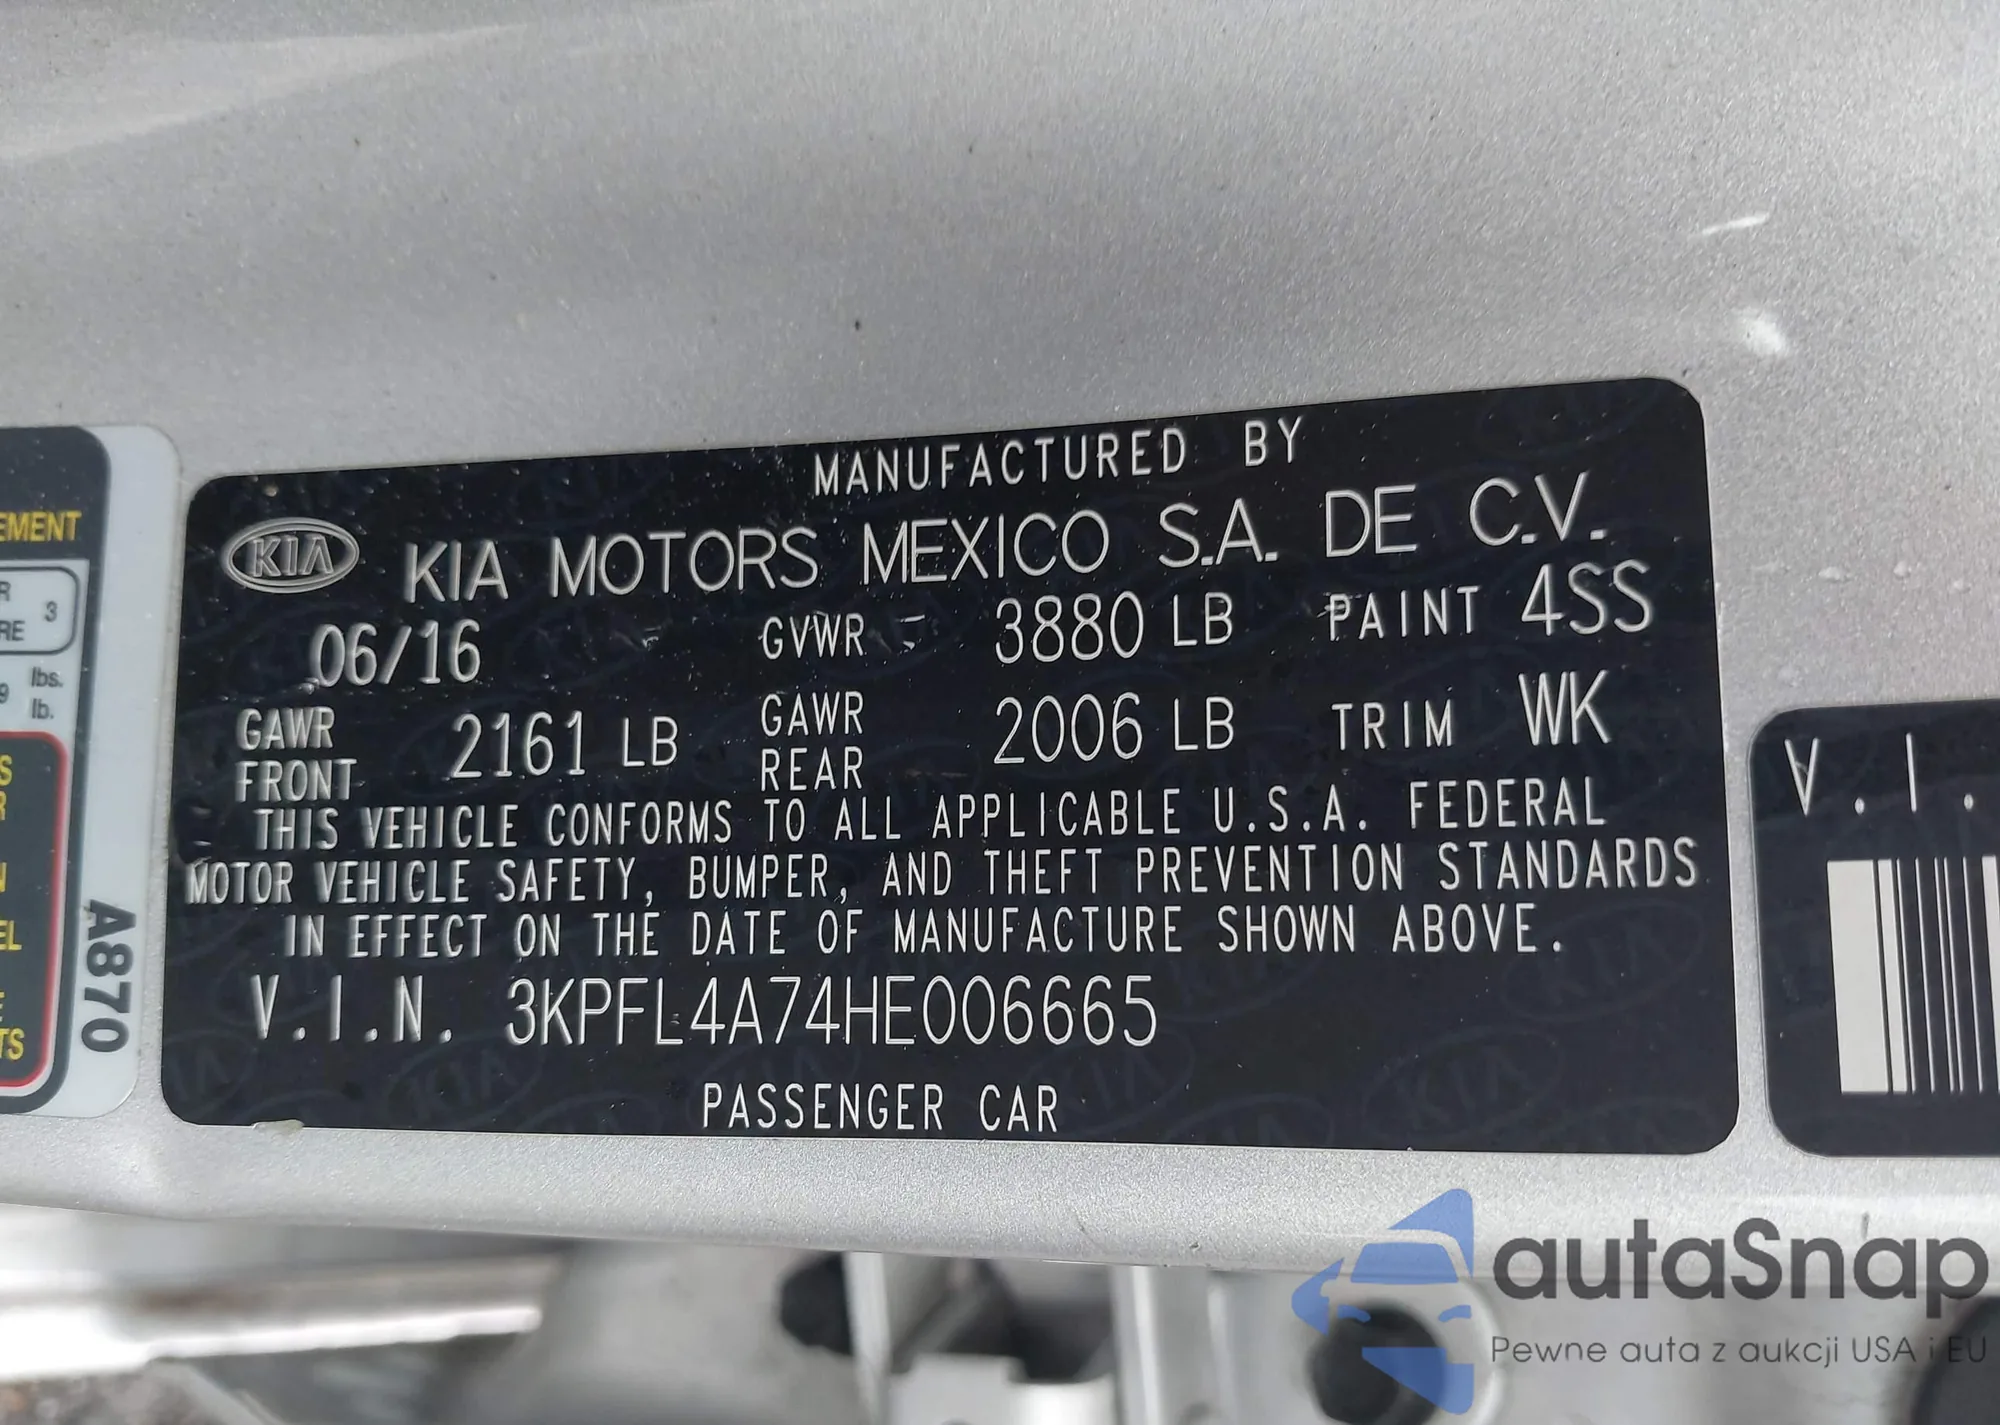 MANUFACTURED BY
KIA KIA MOTORS MEXICO S.A. DE C.V.
06/16 GVWR 3880 LB PAINT 4SS
GAWR FRONT 2161 LB GAWR REAR 2006 LB TRIM WK
THIS VEHICLE CONFORMS TO ALL APPLICABLE U.S.A. FEDERAL
MOTOR VEHICLE SAFETY, BUMPER, AND THEFT PREVENTION STANDARDS
IN EFFECT ON THE DATE OF MANUFACTURE SHOWN ABOVE.
V.I.N. 3KPFL4A74HE006665
PASSENGER CAR
3
lbs.
lb.
A870
V.I.
autaSnap
Pewne auta z aukcji USA i EU